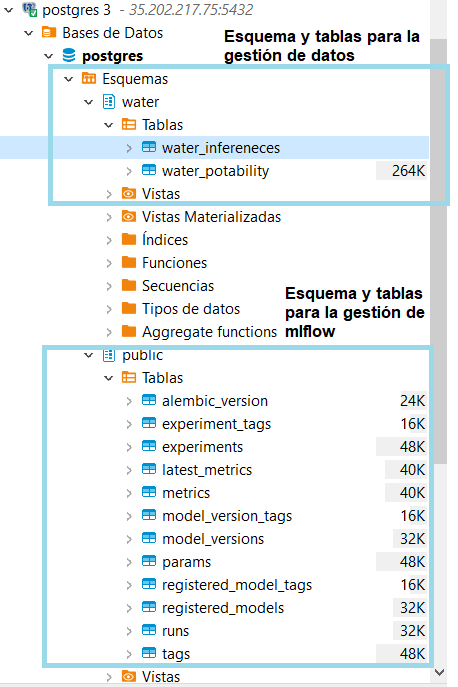 postgres 3 - 35.202.217.75:5432
Bases de Datos
Esquema y tablas para la
gestión de datos
postgres
Esquemas
water
Tablas
water_infereneces
water_potability 264K
Vistas
Vistas Materializadas
Índices
Funciones
Secuencias
Tipos de datos
Aggregate functions
Esquema y tablas
para la gestión de
mlflow
public
Tablas
alembic_version 24K
experiment_tags 16K
experiments 48K
latest_metrics 40K
metrics 40K
model_version_tags 16K
model_versions 32K
params 48K
registered_model_tags 16K
registered_models 32K
runs 32K
tags 48K
Vistas